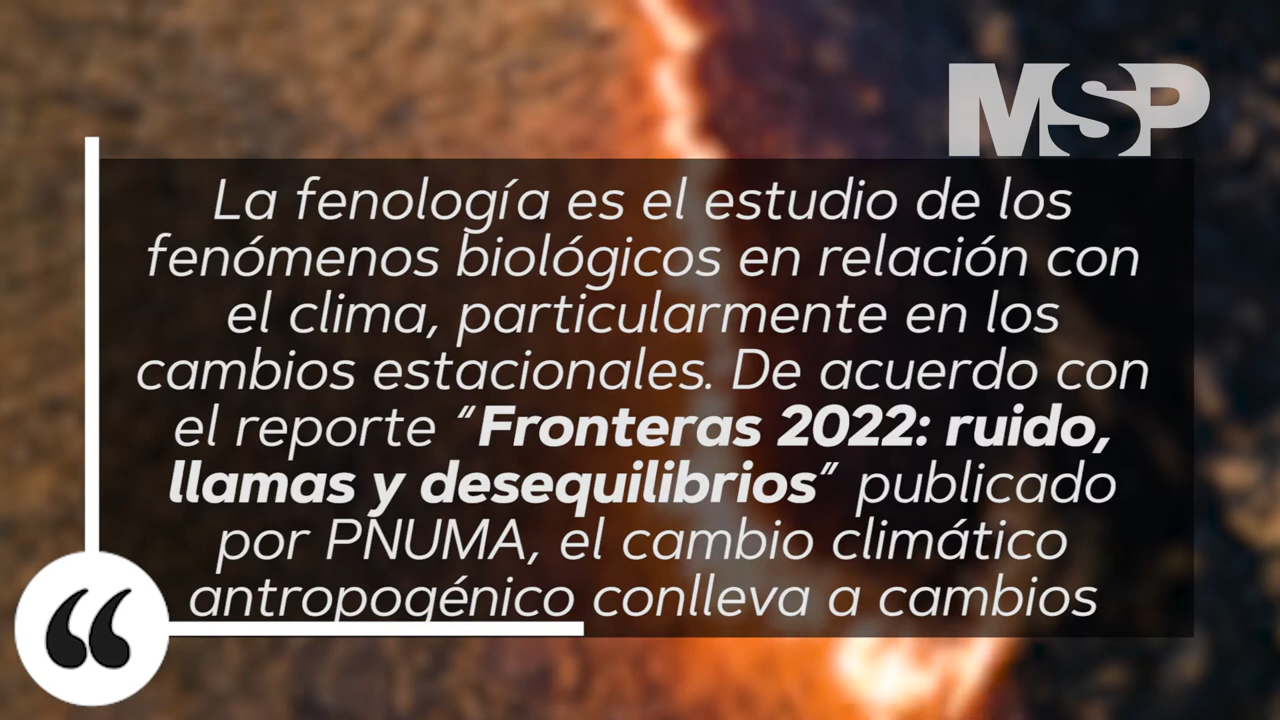 MSP
La fenología es el estudio de los
fenómenos biológicos en relación con
el clima, particularmente en los
cambios estacionales. De acuerdo con
el reporte “Fronteras 2022: ruido,
llamas y desequilibrios” publicado
por PNUMA, el cambio climático
antropogénico conlleva a cambios